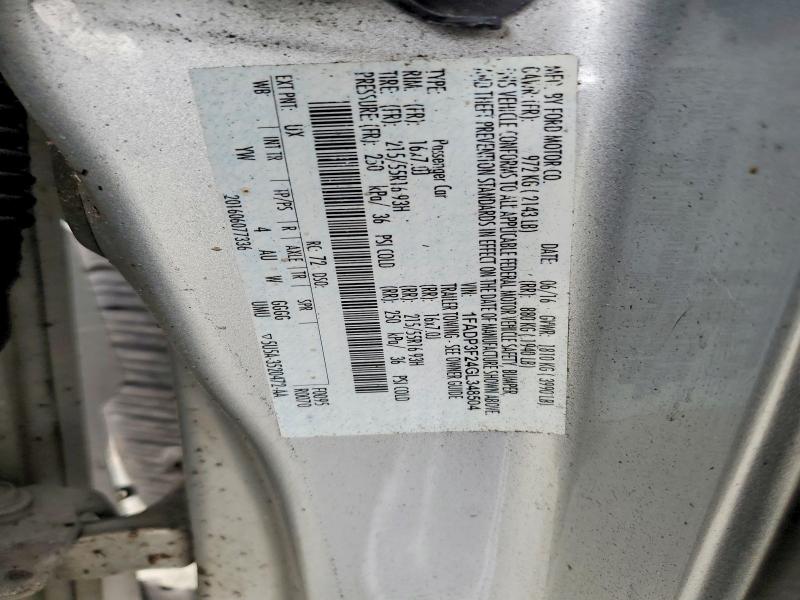 MFD. BY FORD MOTOR CO.
DATE: 06/16 GVWR: 1810 KG (3990 LB)
GAWR (FR): 972 KG (2143 LB) (RR): 880 KG (1940 LB)
THIS VEHICLE CONFORMS TO ALL APPLICABLE FEDERAL MOTOR VEHICLE SAFETY, BUMPER,
AND THEFT PREVENTION STANDARDS IN EFFECT ON THE DATE OF MANUFACTURE SHOWN ABOVE.
VIN: 1FADP3F24GL346504
TYPE: Passenger Car TRAILER TOWING - SEE OWNER GUIDE
RIM: (FR): 16x7.0J (RR): 16x7.0J
TIRE: (FR): 215/55R16 93H (RR): 215/55R16 93H
PRESSURE: (FR): 250 kPa/ 36 PSI COLD (RR): 250 kPa/ 36 PSI COLD
RC: 72 DSO: F0085
EXT PNT: UX R0070
INT TR TP/PS R AXLE TR SPR
WB YW 4 AU W GGGG
20160607336
UNVJ